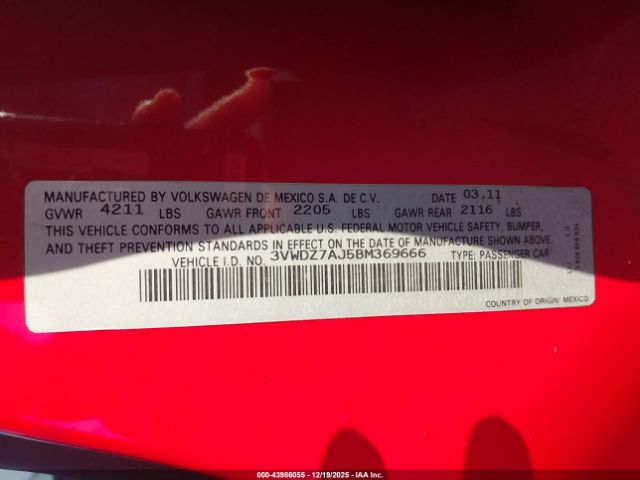 MANUFACTURED BY VOLKSWAGEN DE MEXICO S.A. DE C.V. DATE 03.11
GVWR 4211 LBS GAWR FRONT 2205 LBS GAWR REAR 2116 LBS
THIS VEHICLE CONFORMS TO ALL APPLICABLE U.S. FEDERAL MOTOR VEHICLE SAFETY, BUMPER,
AND THEFT PREVENTION STANDARDS IN EFFECT ON THE DATE OF MANUFACTURE SHOWN ABOVE.
VEHICLE I.D. NO. 3VWDZ7AJ5BM369666 TYPE: PASSENGER CAR
COUNTRY OF ORIGIN: MEXICO
000-43986055 - 12/19/2025 - IAA Inc.